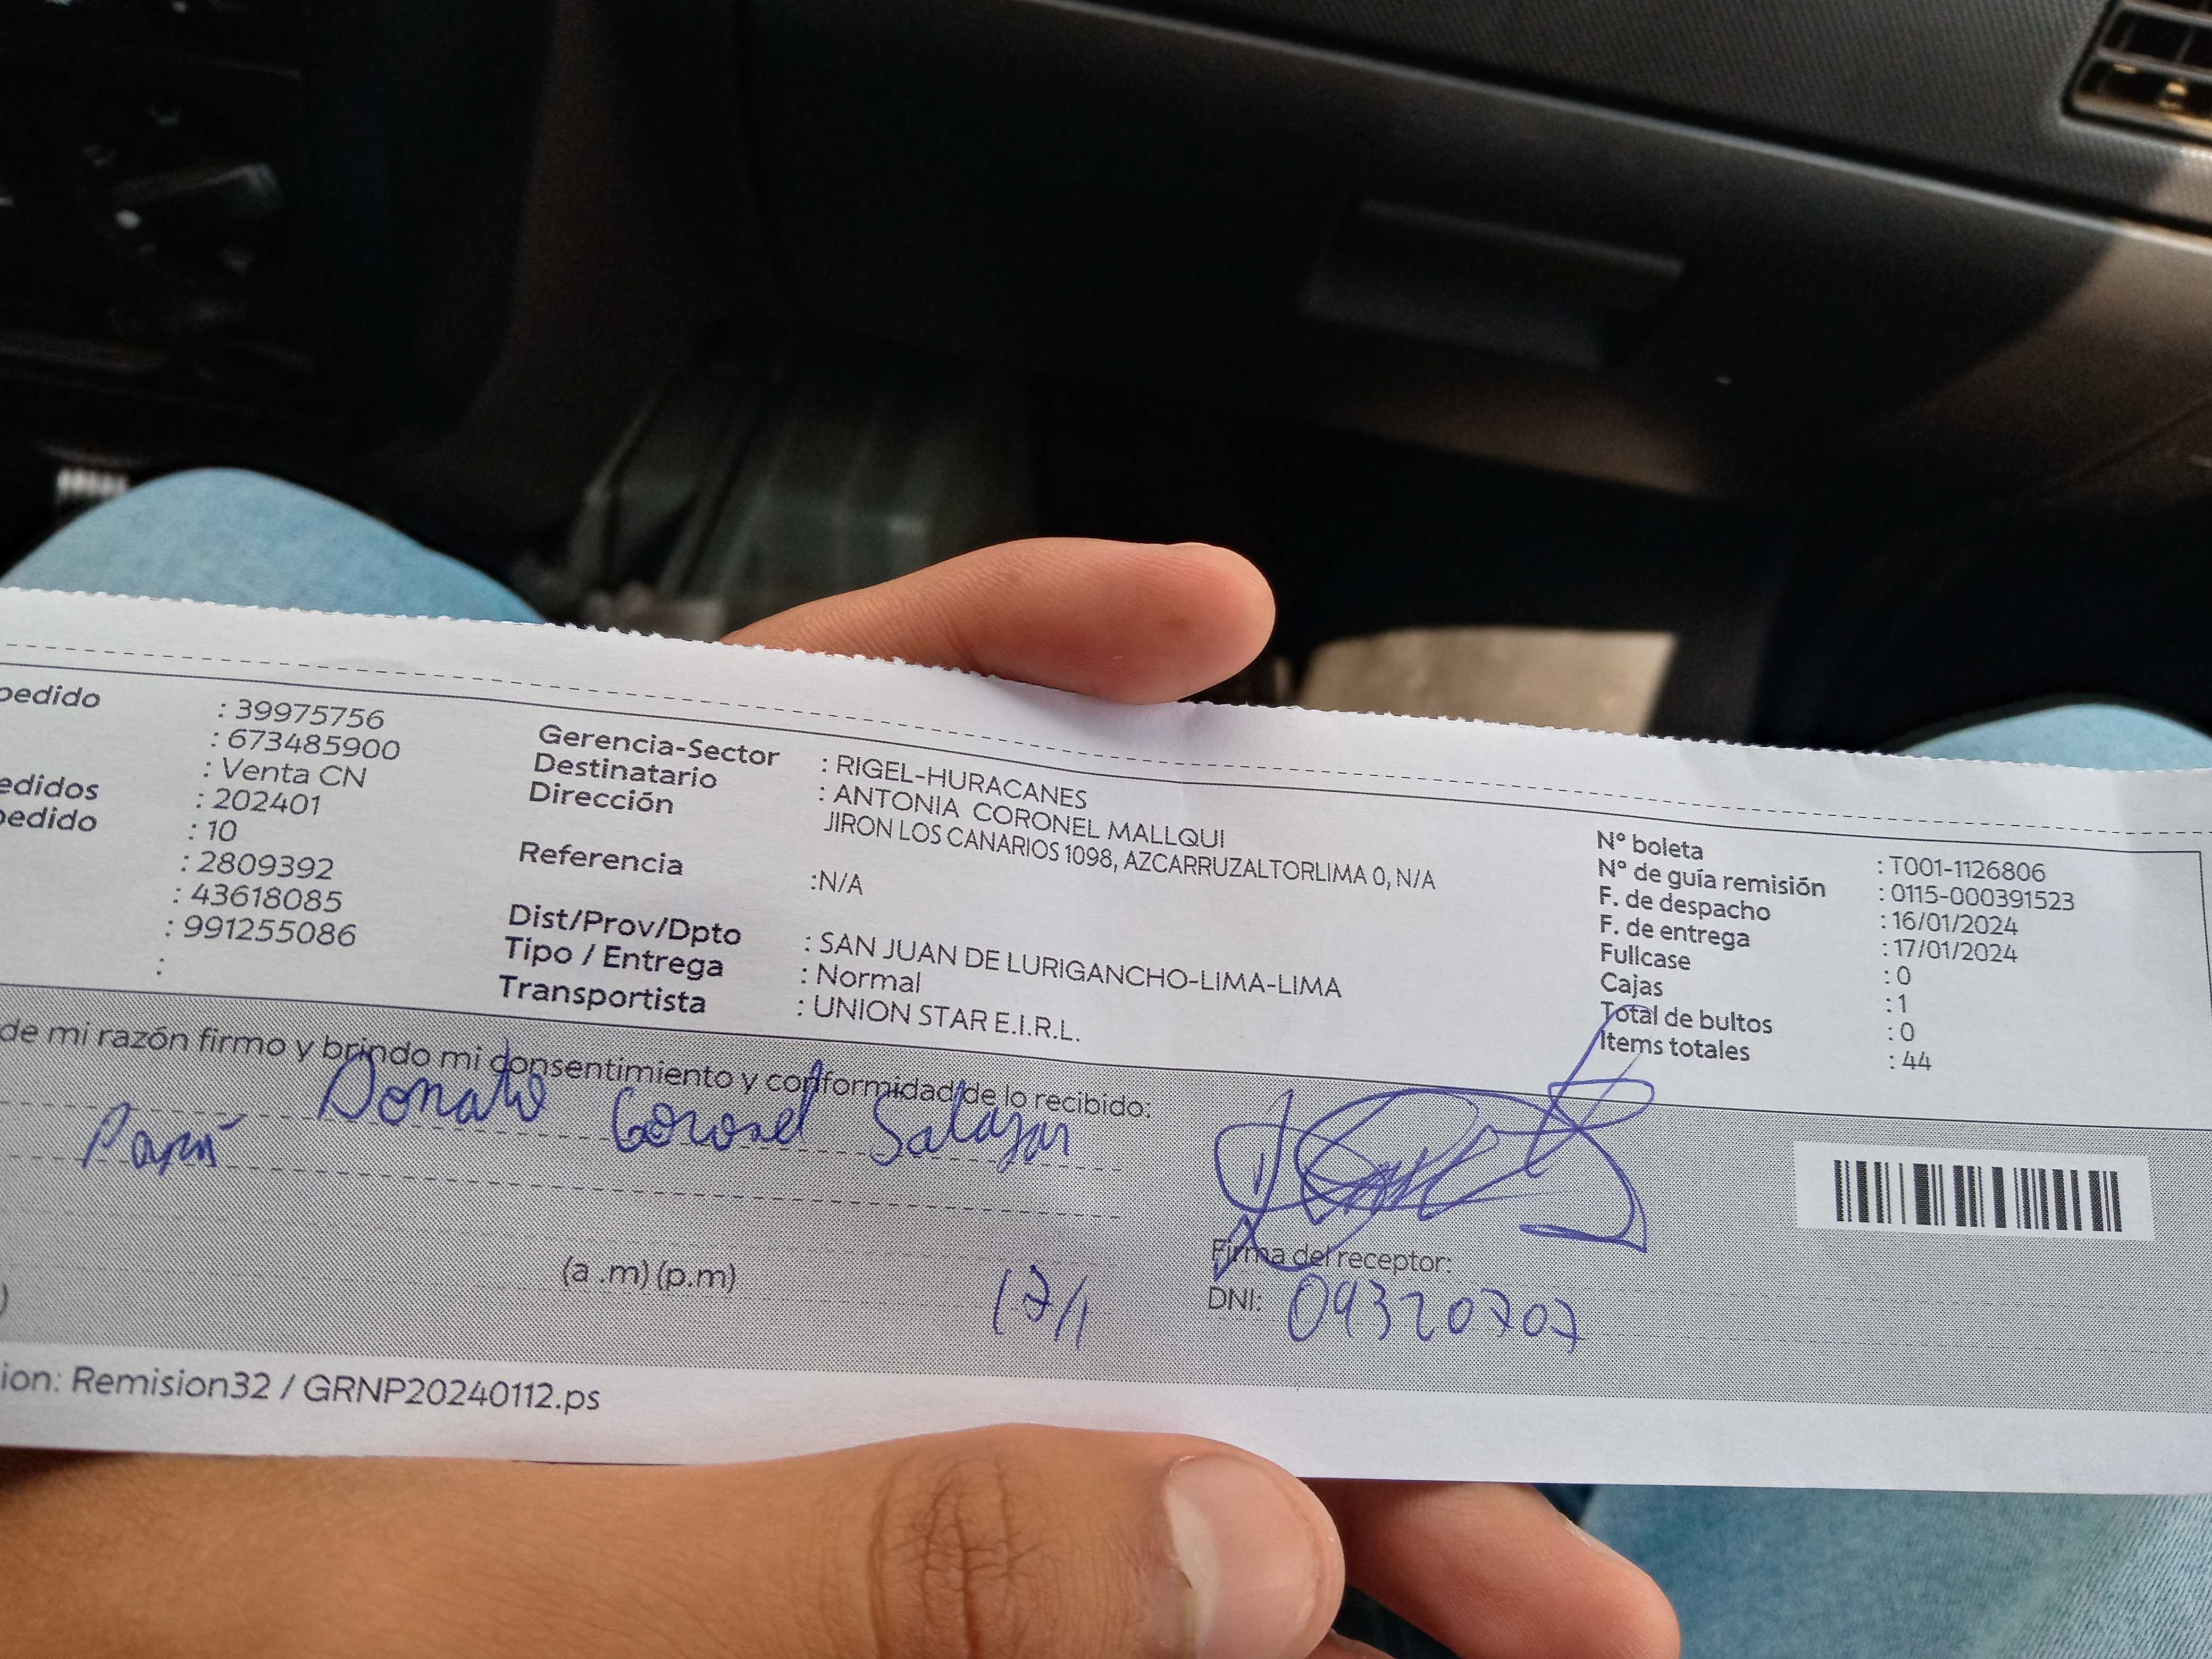 pedido : 39975756
: 673485900
: Venta CN
edidos : 202401
pedido : 10
: 2809392
: 43618085
: 991255086
:
Gerencia-Sector : RIGEL-HURACANES
Destinatario : ANTONIA CORONEL MALLQUI
Dirección JIRON LOS CANARIOS 1098, AZCARRUZALTORLIMA 0, N/A
Referencia :N/A
Dist/Prov/Dpto : SAN JUAN DE LURIGANCHO-LIMA-LIMA
Tipo / Entrega : Normal
Transportista : UNION STAR E.I.R.L.
N° boleta : T001-1126806
N° de guía remisión : 0115-000391523
F. de despacho : 16/01/2024
F. de entrega : 17/01/2024
Fullcase : 0
Cajas : 1
Total de bultos : 0
Items totales : 44
de mi razón firmo y brindo mi consentimiento y conformidad de lo recibido:
Donato Coronel Salazar
Papá
Firma del receptor:
(a .m) (p.m) 17/1
DNI: 09320707
)
ion: Remision32 / GRNP20240112.ps